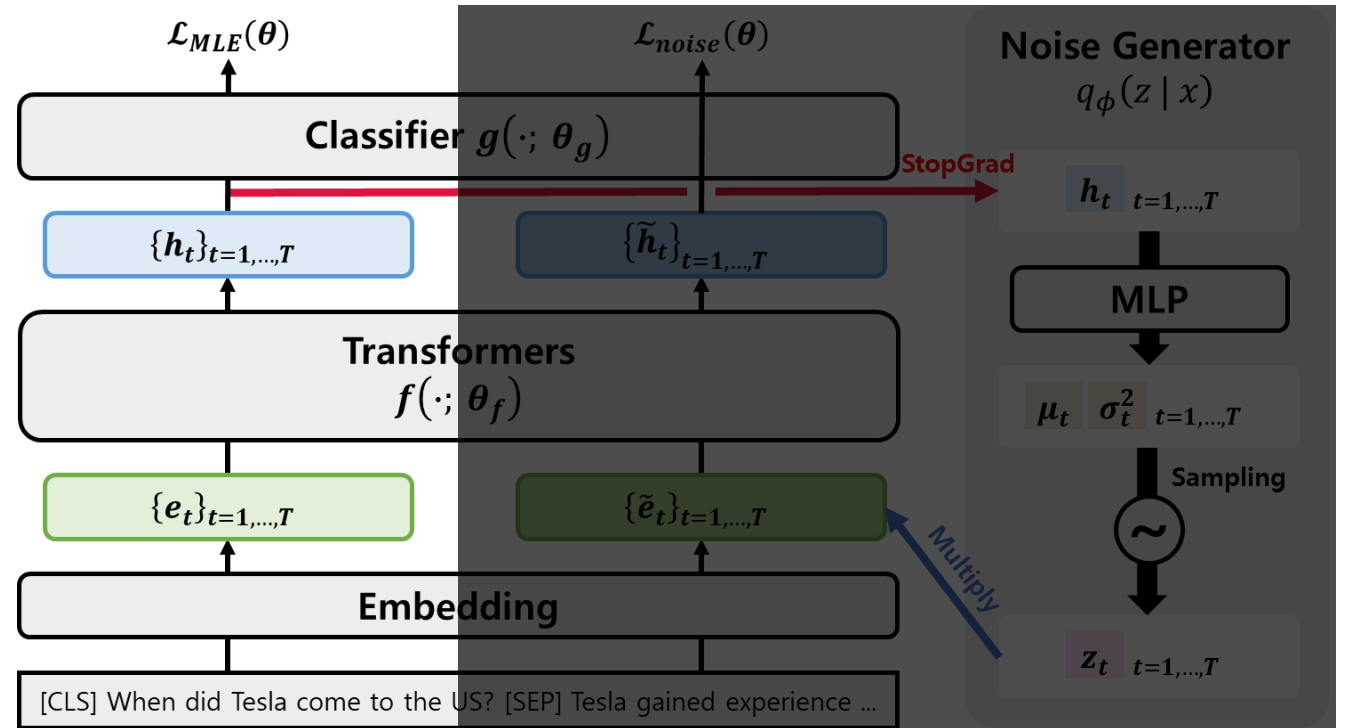 ℒ_MLE(θ)
ℒ_noise(θ)
Noise Generator
q_ϕ(z | x)
Classifier g(·; θ_g)
StopGrad
h_t t=1,…,T
{h_t}_t=1,…,T
{h̃_t}_t=1,…,T
MLP
Transformers
f(·; θ_f)
μ_t σ_t^2 t=1,…,T
Sampling
~
{e_t}_t=1,…,T
{ẽ_t}_t=1,…,T
Multiply
Embedding
z_t t=1,…,T
[CLS] When did Tesla come to the US? [SEP] Tesla gained experience ...